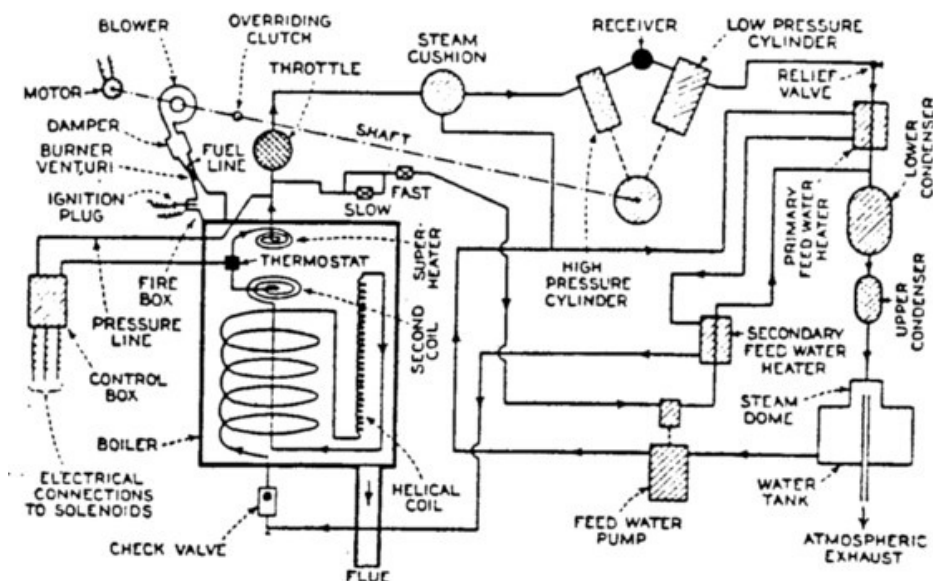 BLOWER
OVERRIDING
CLUTCH
THROTTLE
STEAM
CUSHION
RECEIVER
LOW PRESSURE
CYLINDER
RELIEF
VALVE
MOTOR
DAMPER
BURNER
VENTURI
FUEL LINE
IGNITION
PLUG
SHAFT
FAST
SLOW
PRIMARY
FEED WATER
HEATER
LOWER
CONDENSER
THERMOSTAT
SUPER-
HEATER
FIRE
BOX
PRESSURE
LINE
SECOND
COIL
HIGH
PRESSURE
CYLINDER
UPPER
CONDENSER
SECONDARY
FEED WATER
HEATER
CONTROL
BOX
STEAM
DOME
BOILER
ELECTRICAL
CONNECTIONS
TO SOLENOIDS
HELICAL
COIL
FEED WATER
PUMP
WATER
TANK
CHECK VALVE
FLUE
ATMOSPHERIC
EXHAUST